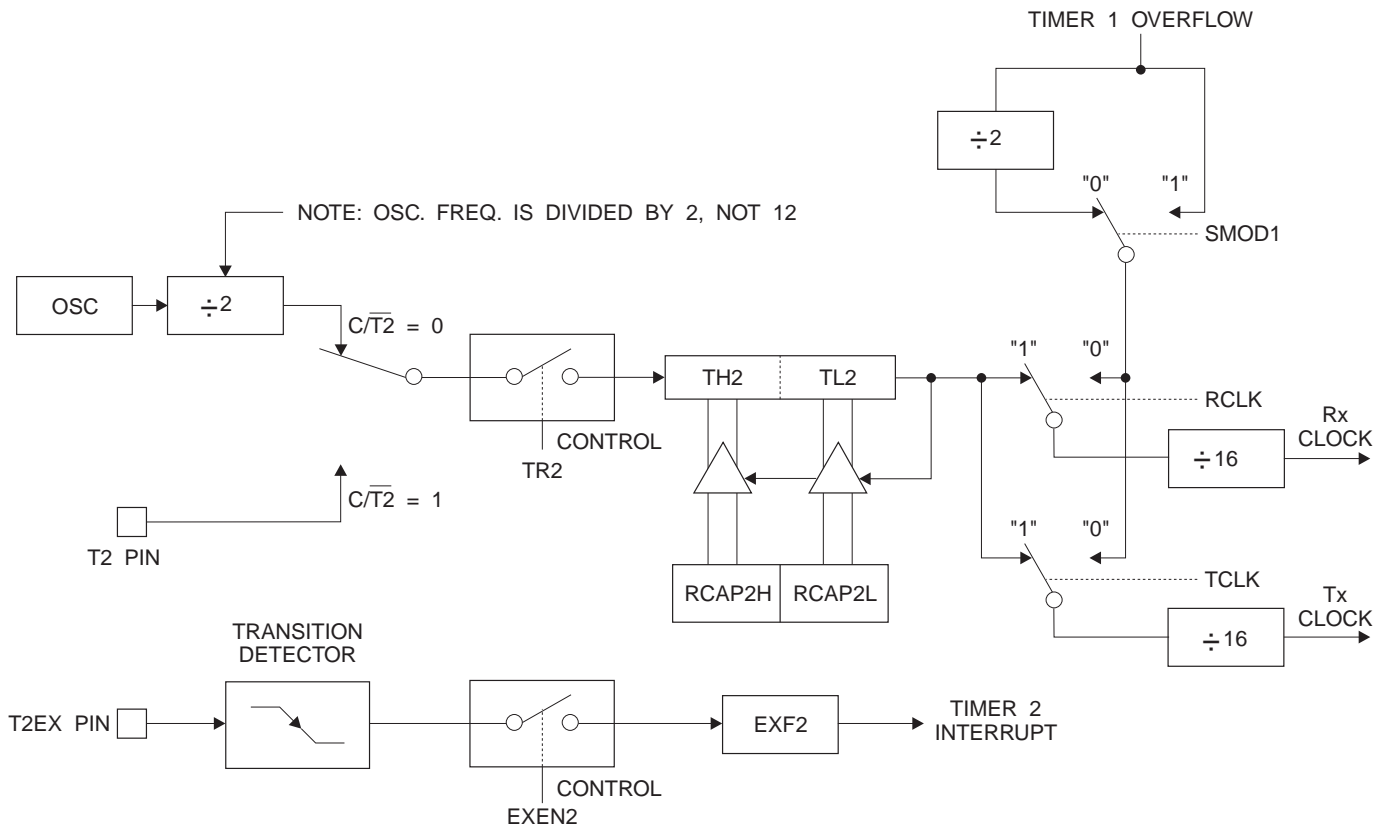 TIMER 1 OVERFLOW
÷2
"0" "1"
NOTE: OSC. FREQ. IS DIVIDED BY 2, NOT 12
SMOD1
OSC
÷2
C/T̅2̅ = 0
"1" "0"
TH2 TL2
RCLK
Rx
CLOCK
CONTROL
TR2
÷16
C/T̅2̅ = 1
T2 PIN
"1" "0"
RCAP2H RCAP2L
TCLK
Tx
CLOCK
÷16
TRANSITION
DETECTOR
T2EX PIN
EXF2
TIMER 2
INTERRUPT
CONTROL
EXEN2